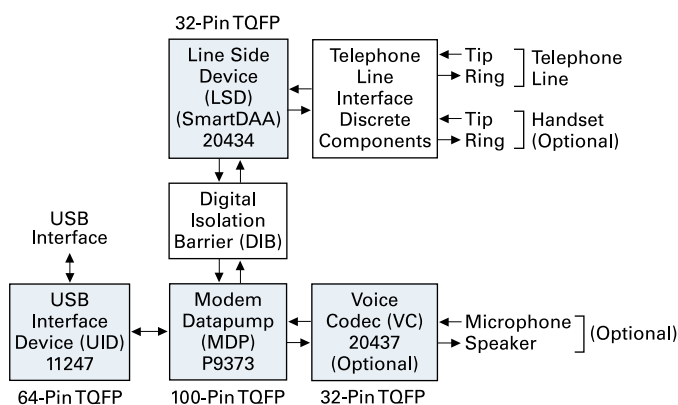 32-Pin TQFP
Line Side
Device
(LSD)
(SmartDAA)
20434
Telephone
Line
Interface
Discrete
Components
Tip
Ring
Telephone
Line
Tip
Ring
Handset
(Optional)
Digital
Isolation
Barrier (DIB)
USB
Interface
USB
Interface
Device (UID)
11247
64-Pin TQFP
Modem
Datapump
(MDP)
P9373
100-Pin TQFP
Voice
Codec (VC)
20437
(Optional)
32-Pin TQFP
Microphone
Speaker
(Optional)